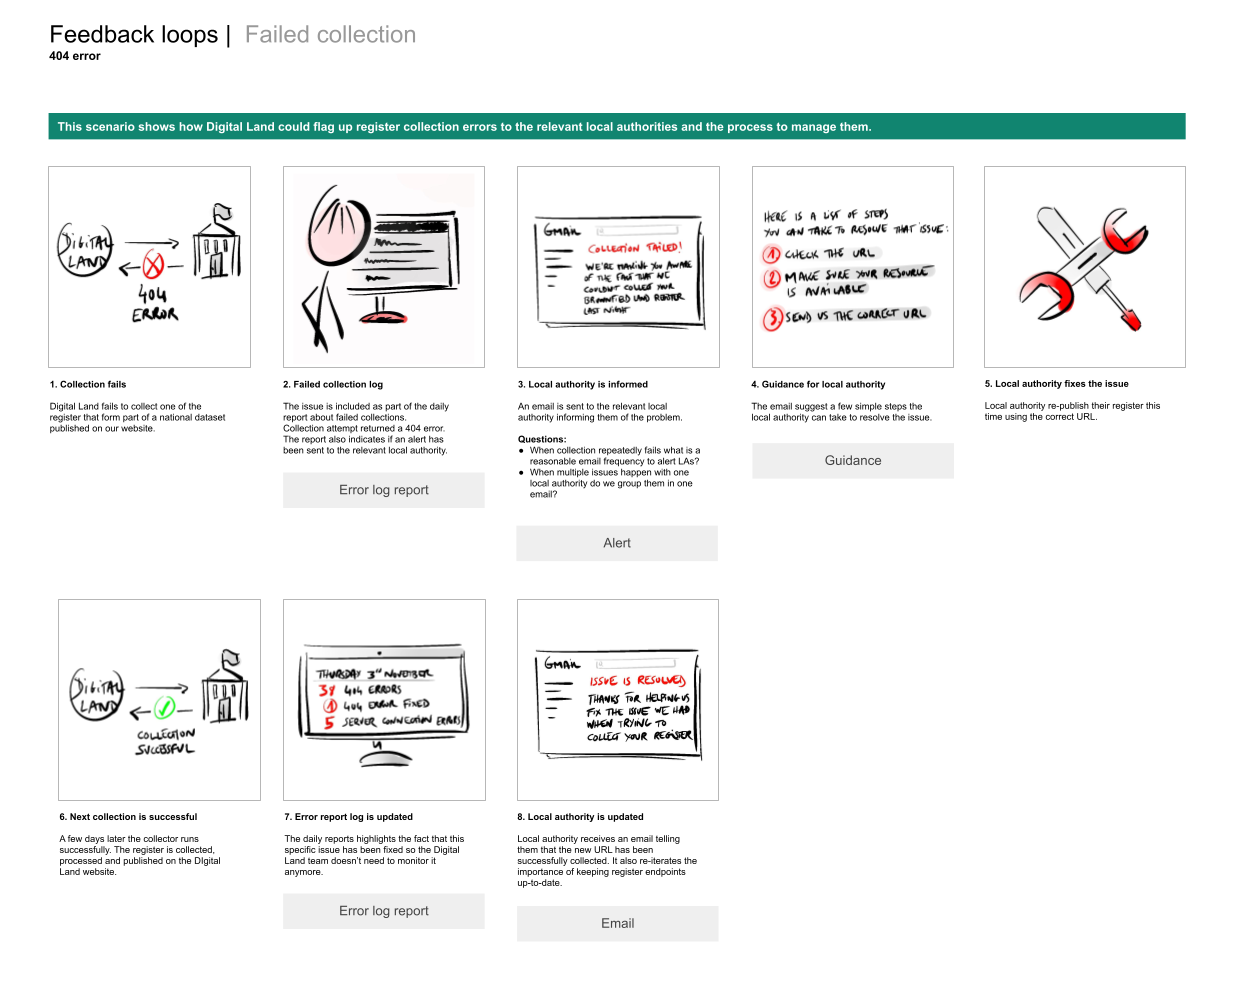 Feedback loops | Failed collection
404 error
This scenario shows how Digital Land could flag up register collection errors to the relevant local authorities and the process to manage them.
DIGITAL
LAND
404
ERROR
1. Collection fails
Digital Land fails to collect one of the
register that form part of a national dataset
published on our website.
2. Failed collection log
The issue is included as part of the daily
report about failed collections.
Collection attempt returned a 404 error.
The report also indicates if an alert has
been sent to the relevant local authority.
Error log report
GMAIL
COLLECTION FAILED!
WE'RE MAKING YOU AWARE
OF THE FACT THAT WE
COULDN'T COLLECT YOUR
BROWNFIELD LAND REGISTER
LAST NIGHT
3. Local authority is informed
An email is sent to the relevant local
authority informing them of the problem.
Questions:
● When collection repeatedly fails what is a
reasonable email frequency to alert LAs?
● When multiple issues happen with one
local authority do we group them in one
email?
Alert
HERE IS A LIST OF STEPS
YOU CAN TAKE TO RESOLVE THAT ISSUE:
1 CHECK THE URL
2 MAKE SURE YOUR RESOURCE
IS AVAILABLE
3. SEND US THE CORRECT URL
4. Guidance for local authority
The email suggest a few simple steps the
local authority can take to resolve the issue.
Guidance
5. Local authority fixes the issue
Local authority re-publish their register this
time using the correct URL.
DIGITAL
LAND
COLLECTION
SUCCESSFUL
6. Next collection is successful
A few days later the collector runs
successfully. The register is collected,
processed and published on the DIgital
Land website.
THURSDAY 3rd NOVEMBER
404 ERRORS
1 404 ERROR FIXED
5 SERVER CONNECTION ERRORS
7. Error report log is updated
The daily reports highlights the fact that this
specific issue has been fixed so the Digital
Land team doesn't need to monitor it
anymore.
Error log report
GMAIL
ISSUE IS RESOLVED
THANKS FOR HELPING US
FIX THE ISSUE WE HAD
WHEN TRYING TO
COLLECT YOUR REGISTER
8. Local authority is updated
Local authority receives an email telling
them that the new URL has been
successfully collected. It also re-iterates the
importance of keeping register endpoints
up-to-date.
Email